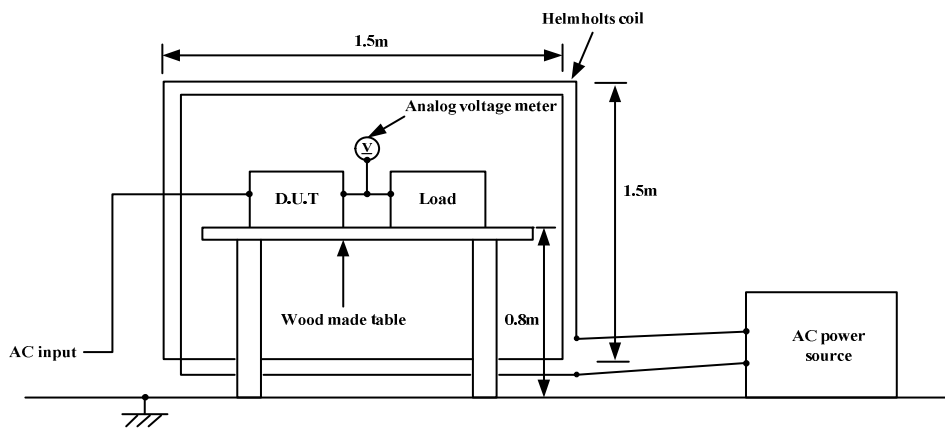 Helmholts coil
1.5m
Analog voltage meter
V
D.U.T
Load
1.5m
Wood made table
0.8m
AC input
AC power
source